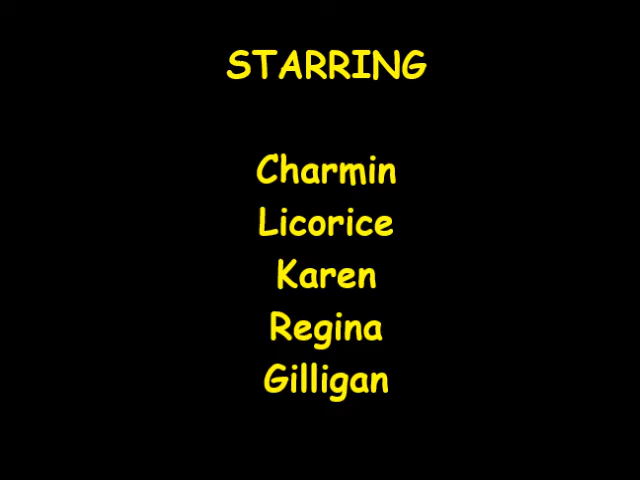 STARRING
Charmin
Licorice
Karen
Regina
Gilligan